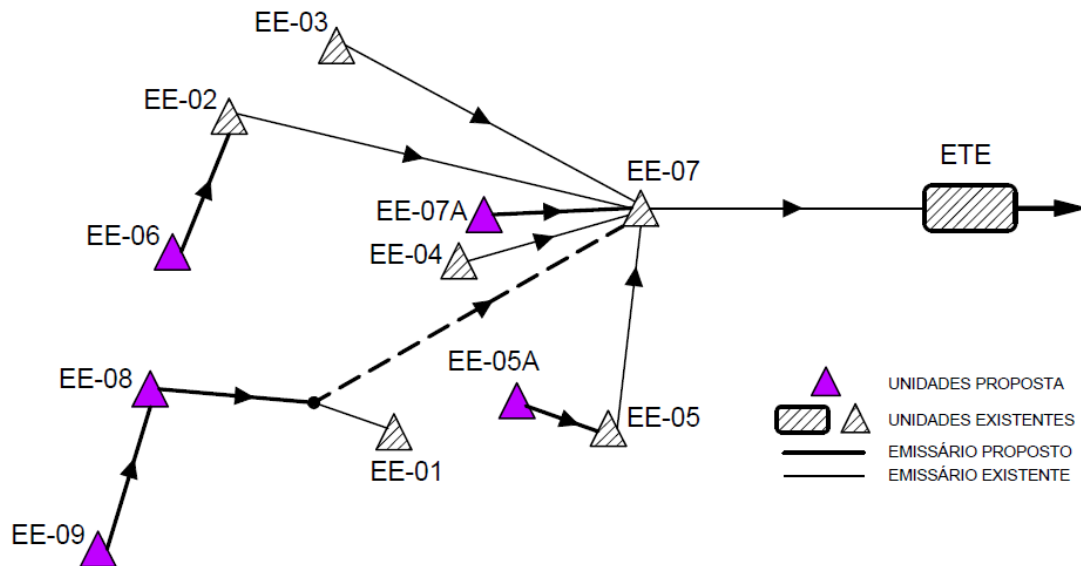 EE-03
EE-02
ETE
EE-07
EE-07A
EE-06
EE-04
EE-05A
EE-08
UNIDADES PROPOSTA
EE-05
UNIDADES EXISTENTES
EMISSÁRIO PROPOSTO
EE-01
EMISSÁRIO EXISTENTE
EE-09